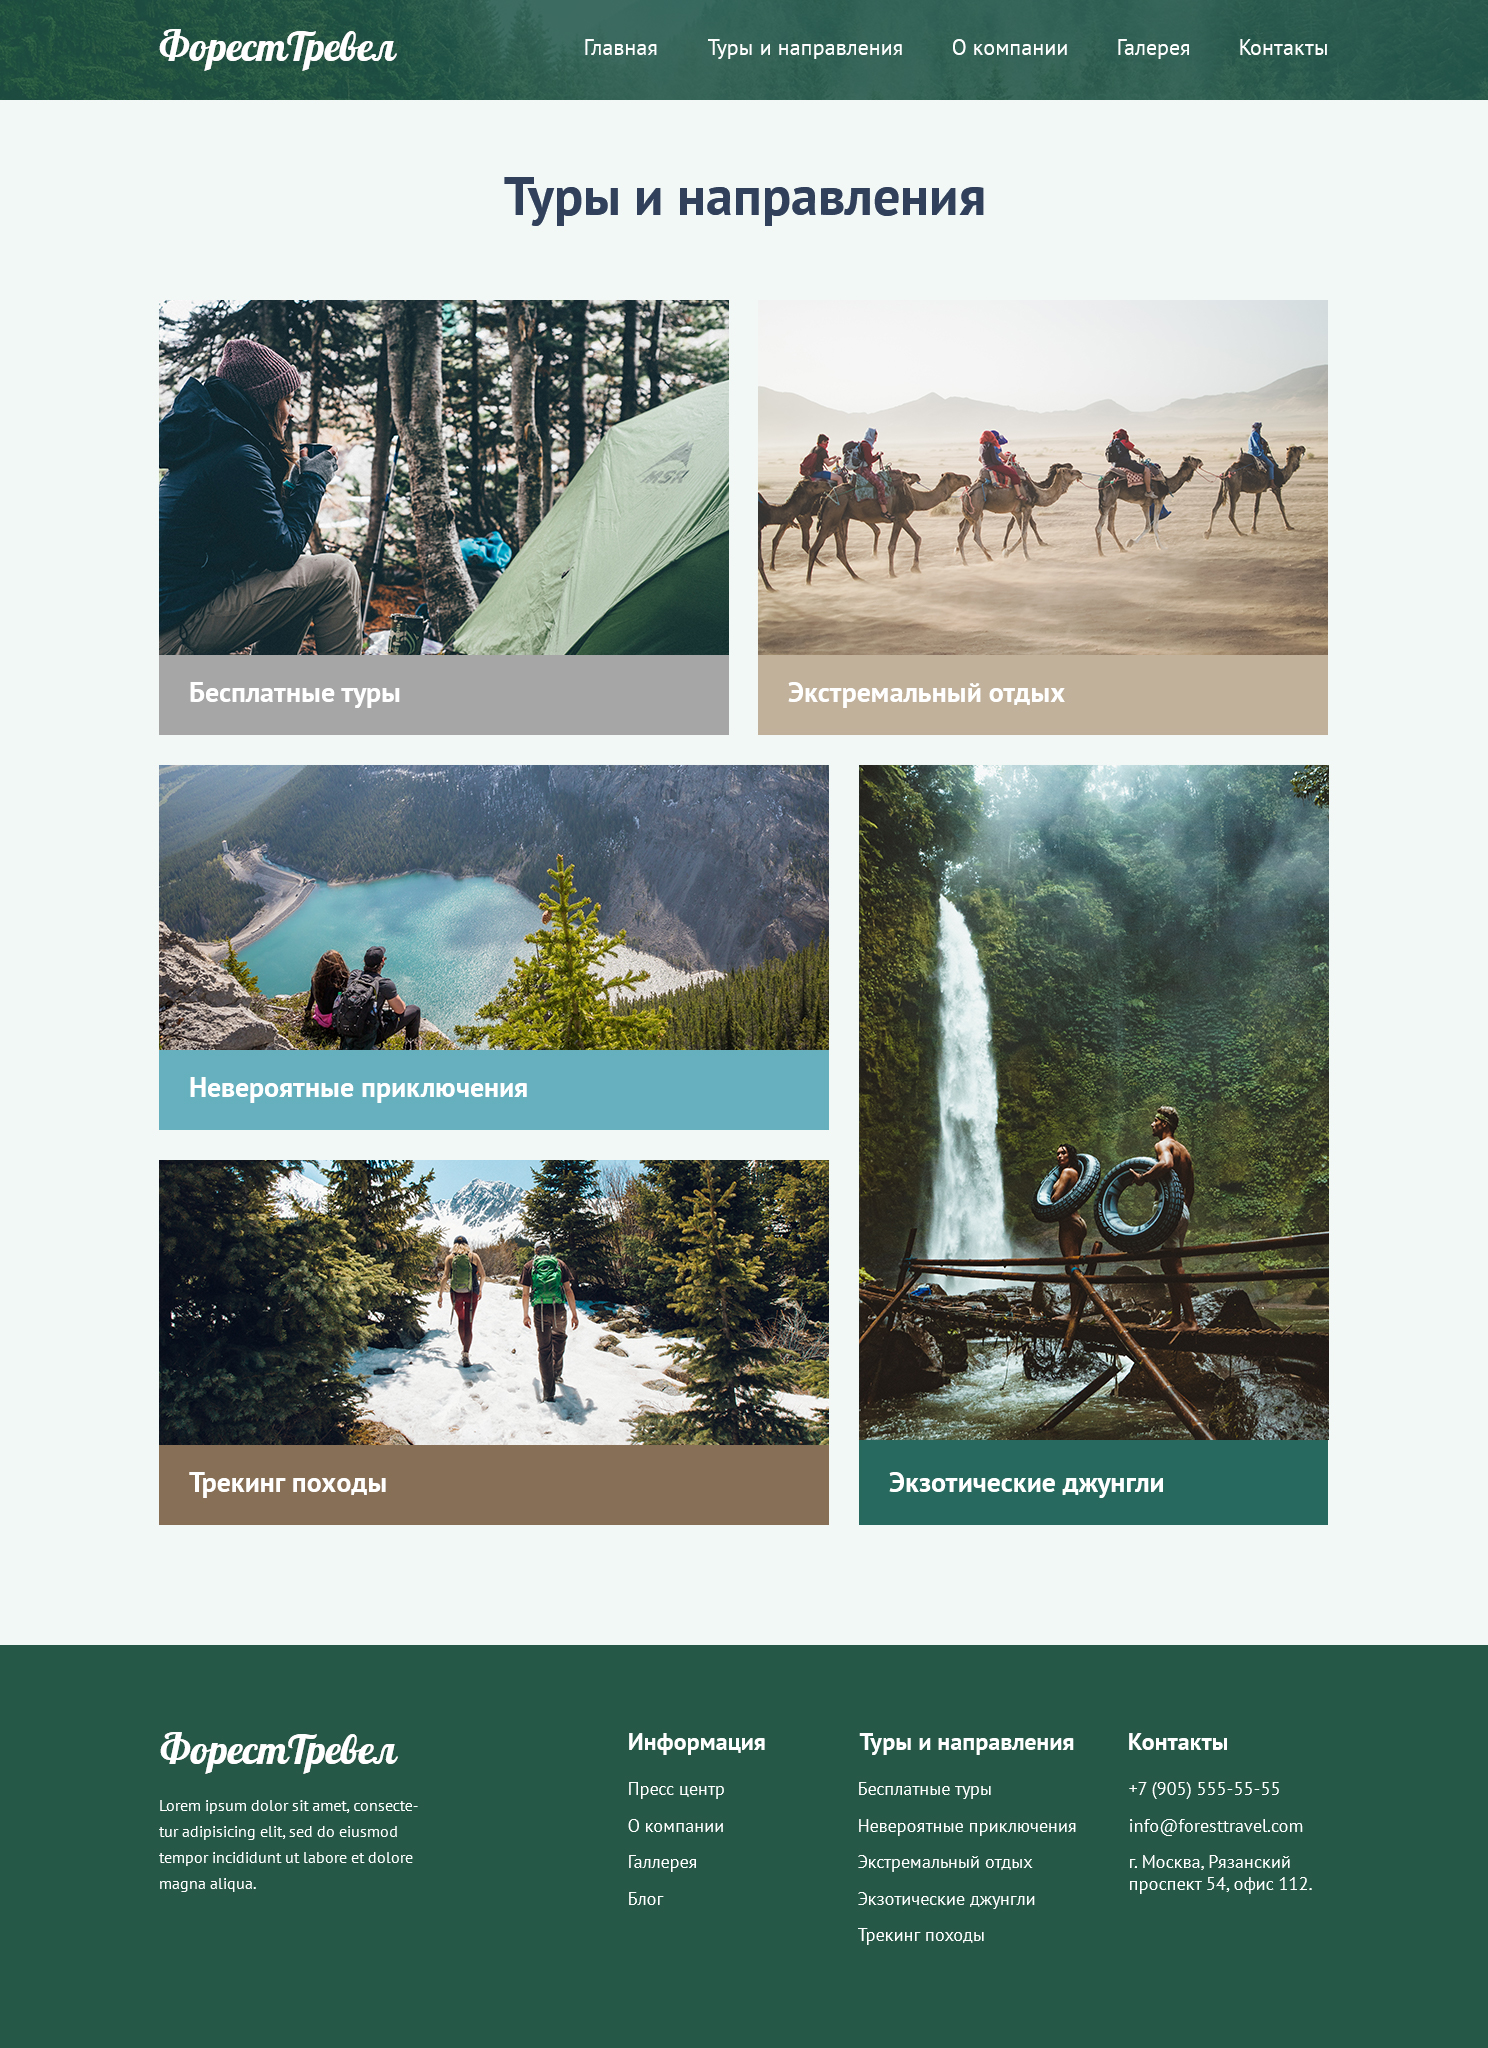 ФорестТревел
Главная
Туры и направления
О компании
Галерея
Контакты
Туры и направления
MSR
Бесплатные туры
Экстремальный отдых
Невероятные приключения
Трекинг походы
Экзотические джунгли
ФорестТревел
Lorem ipsum dolor sit amet, consecte-
tur adipisicing elit, sed do eiusmod
tempor incididunt ut labore et dolore
magna aliqua.
Информация
Пресс центр
О компании
Галлерея
Блог
Туры и направления
Бесплатные туры
Невероятные приключения
Экстремальный отдых
Экзотические джунгли
Трекинг походы
Контакты
+7 (905) 555-55-55
info@foresttravel.com
г. Москва, Рязанский
проспект 54, офис 112.